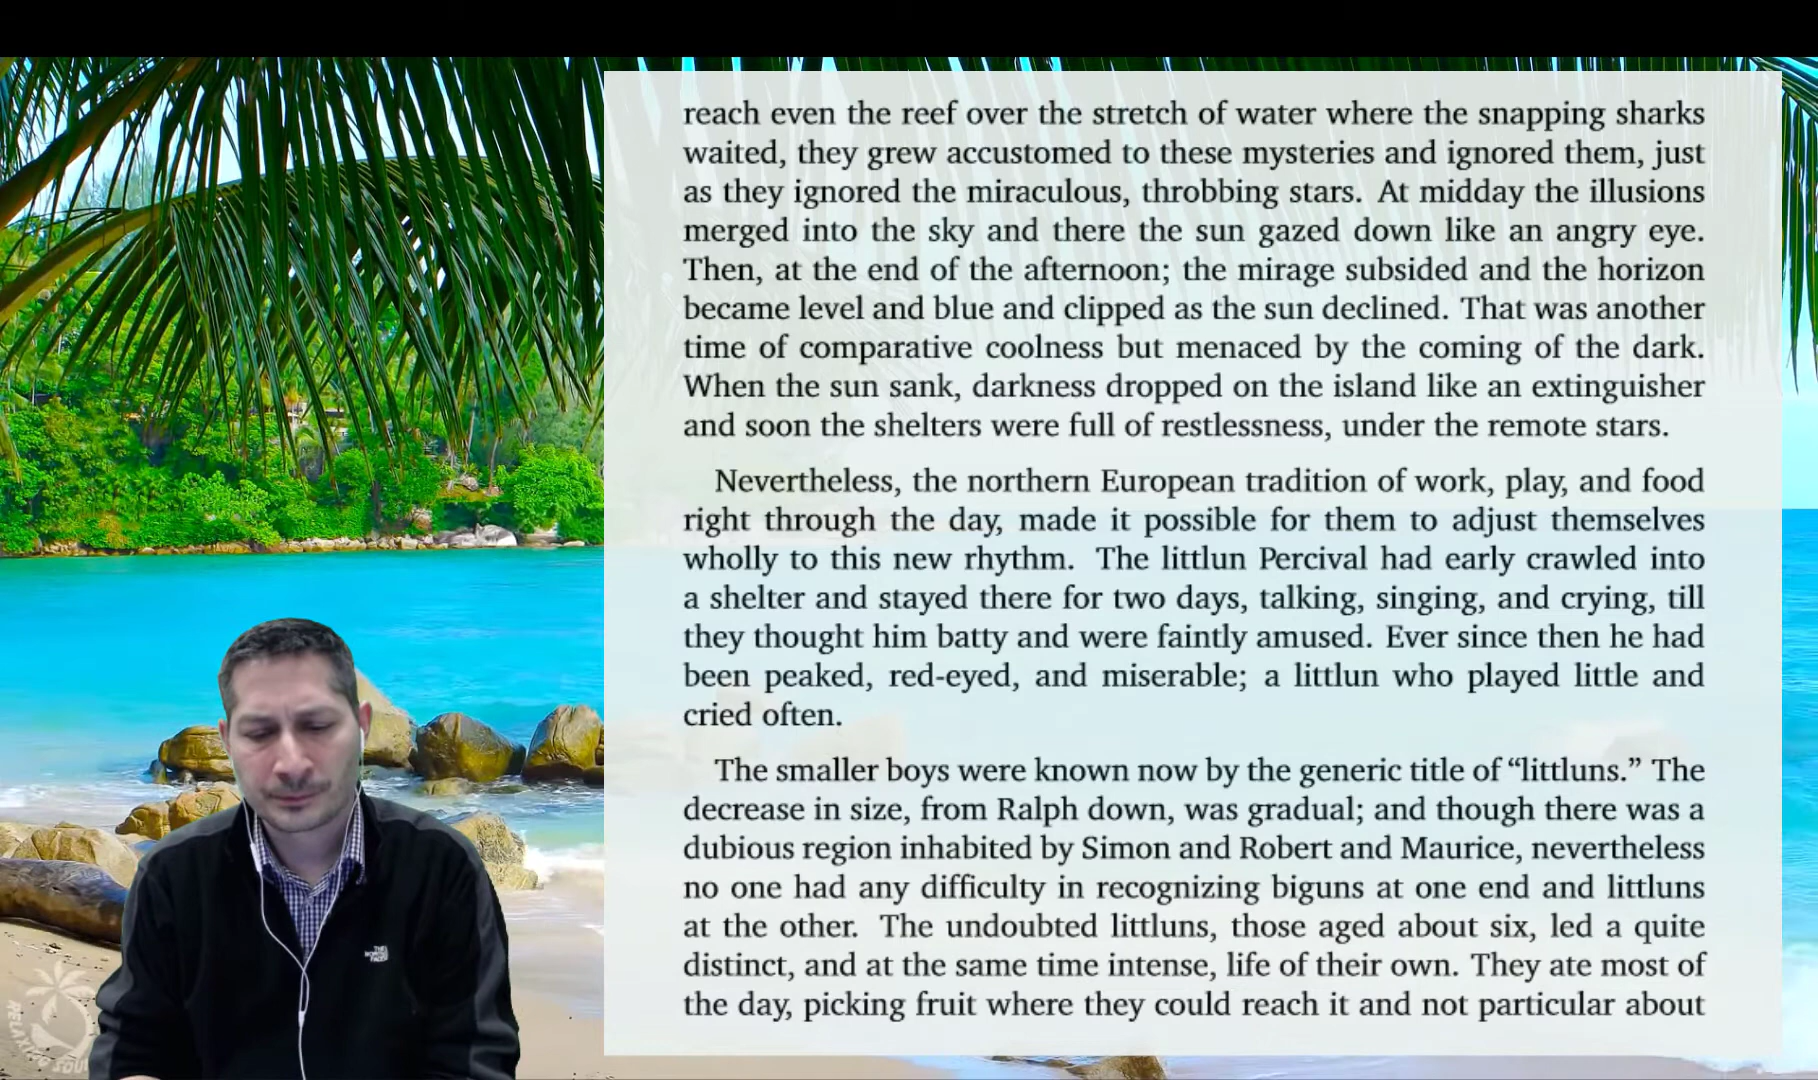 reach even the reef over the stretch of water where the snapping sharks
waited, they grew accustomed to these mysteries and ignored them, just
as they ignored the miraculous, throbbing stars. At midday the illusions
merged into the sky and there the sun gazed down like an angry eye.
Then, at the end of the afternoon; the mirage subsided and the horizon
became level and blue and clipped as the sun declined. That was another
time of comparative coolness but menaced by the coming of the dark.
When the sun sank, darkness dropped on the island like an extinguisher
and soon the shelters were full of restlessness, under the remote stars.
Nevertheless, the northern European tradition of work, play, and food
right through the day, made it possible for them to adjust themselves
wholly to this new rhythm. The littlun Percival had early crawled into
a shelter and stayed there for two days, talking, singing, and crying, till
they thought him batty and were faintly amused. Ever since then he had
been peaked, red-eyed, and miserable; a littlun who played little and
cried often.
The smaller boys were known now by the generic title of “littluns.” The
decrease in size, from Ralph down, was gradual; and though there was a
dubious region inhabited by Simon and Robert and Maurice, nevertheless
no one had any difficulty in recognizing biguns at one end and littluns
at the other. The undoubted littluns, those aged about six, led a quite
distinct, and at the same time intense, life of their own. They ate most of
the day, picking fruit where they could reach it and not particular about
THE
NORTH
FACE
RELAXING SOUL